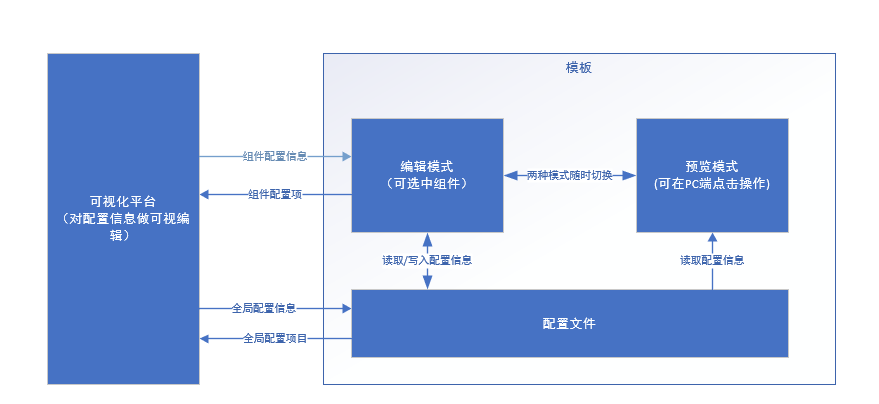 模板
可视化平台
（对配置信息做可视编
辑）
组件配置信息
组件配置项
编辑模式
（可选中组件）
两种模式随时切换
预览模式
(可在PC端点击操作)
读取/写入配置信息
读取配置信息
全局配置信息
全局配置项目
配置文件